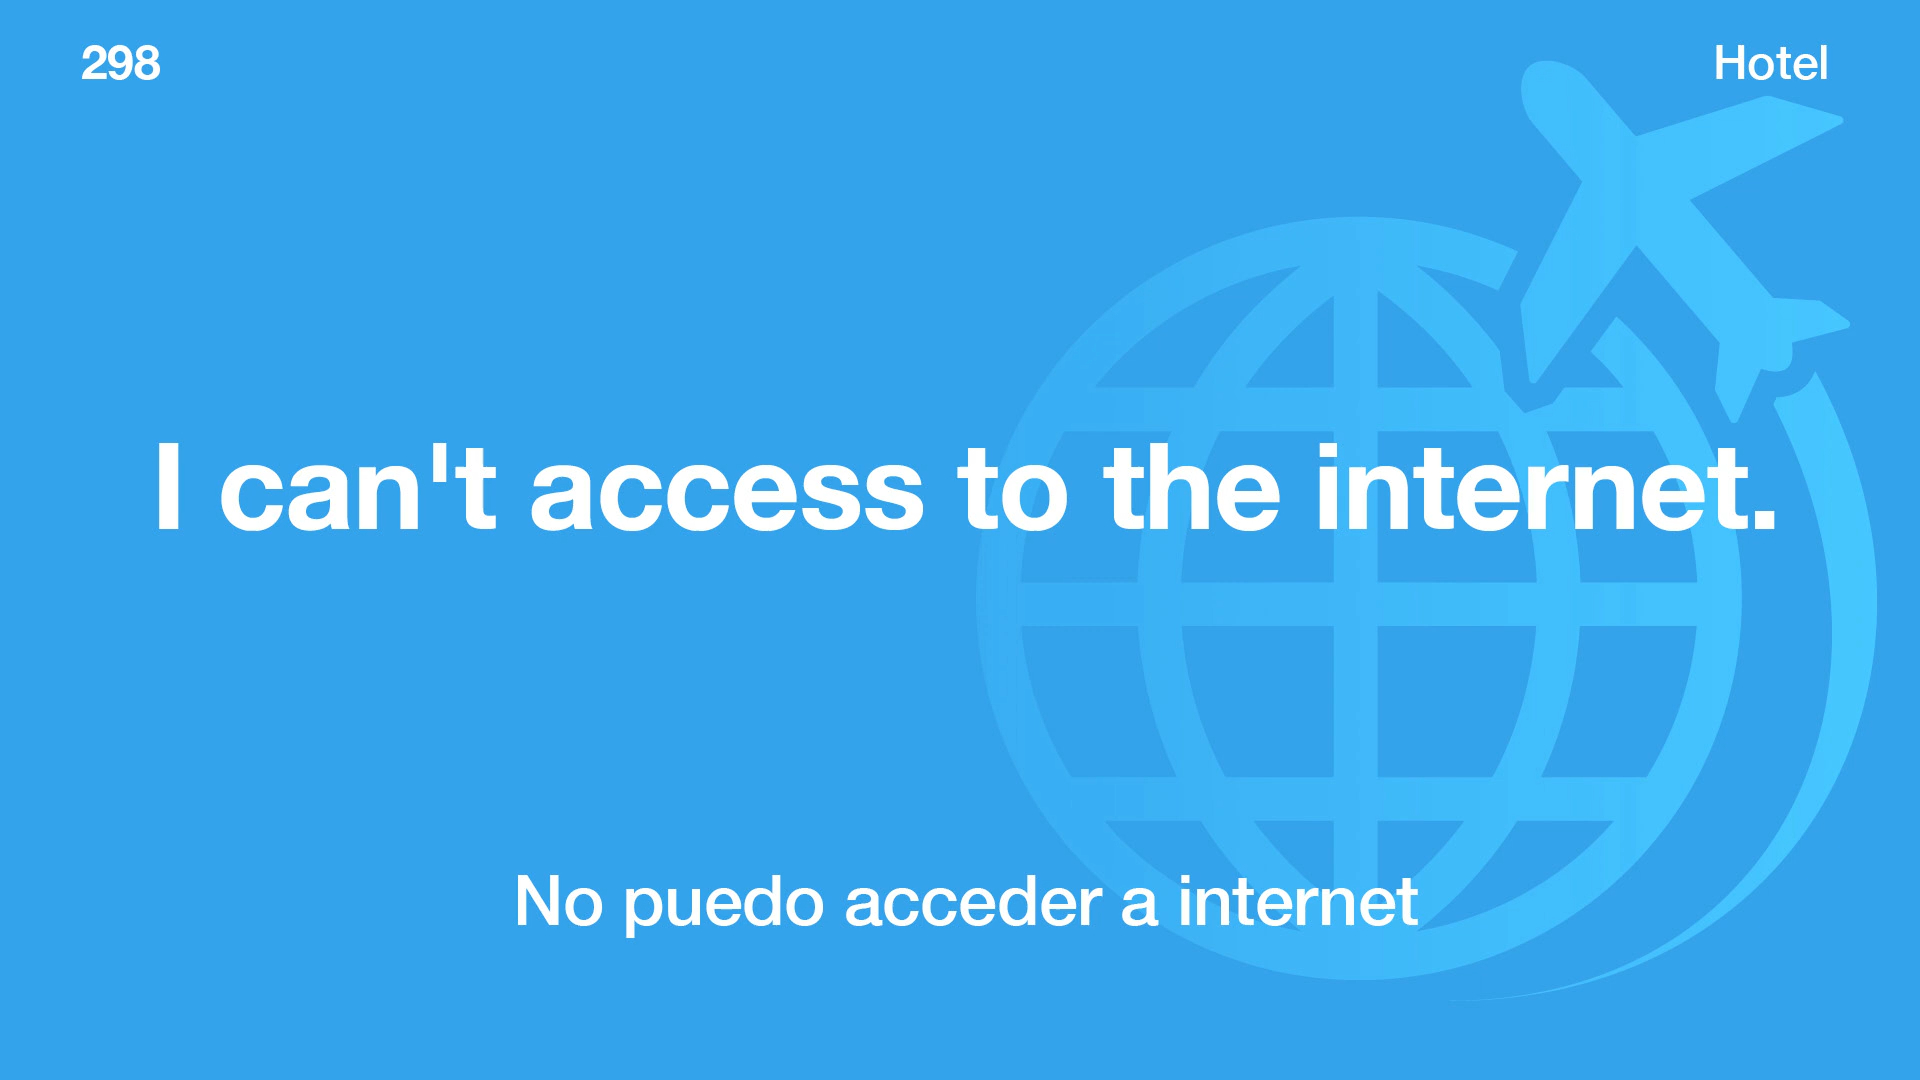 298
Hotel
I can't access to the internet.
No puedo acceder a internet